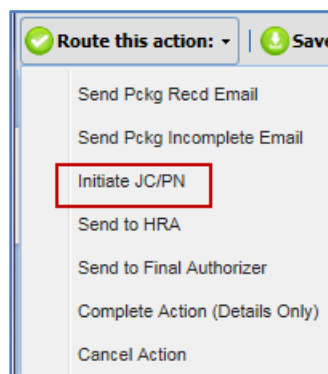 Route this action: Save
Send Pckg Recd Email
Send Pckg Incomplete Email
Initiate JC/PN
Send to HRA
Send to Final Authorizer
Complete Action (Details Only)
Cancel Action